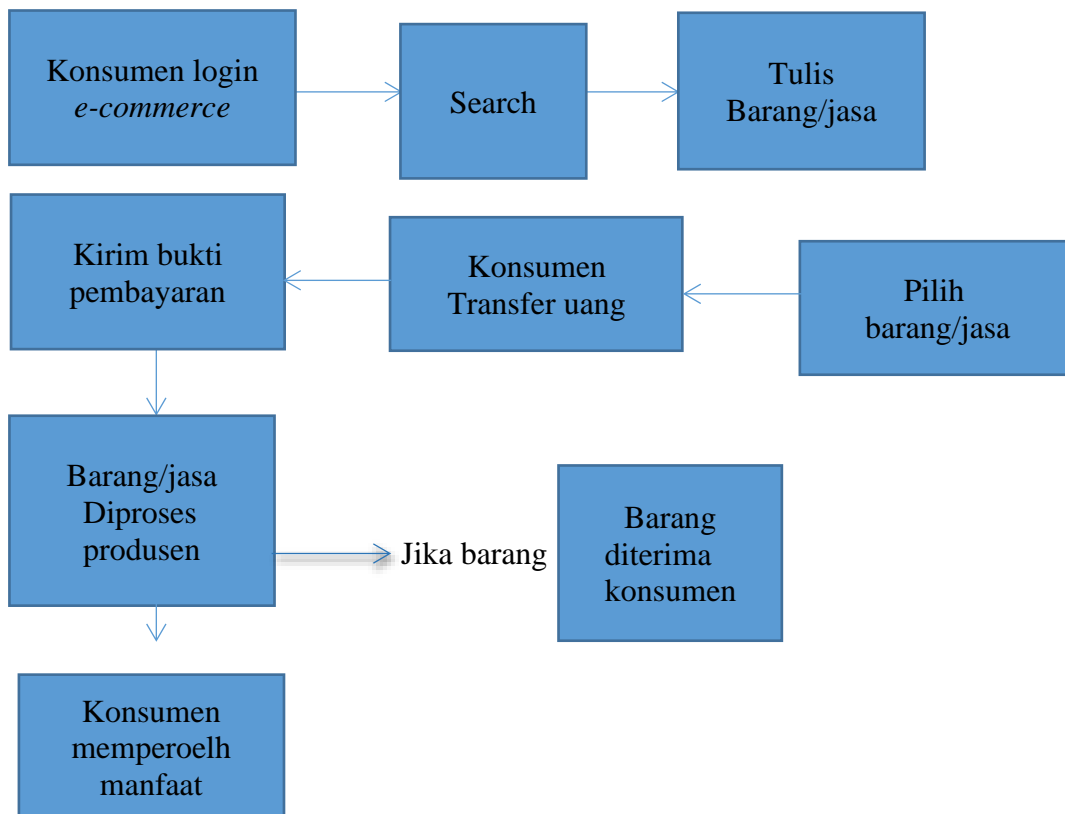 Konsumen login
e-commerce
Search
Tulis
Barang/jasa
Kirim bukti
pembayaran
Konsumen
Transfer uang
Pilih
barang/jasa
Barang/jasa
Diproses
produsen
Jika barang
Barang
diterima
konsumen
Konsumen
memperoelh
manfaat